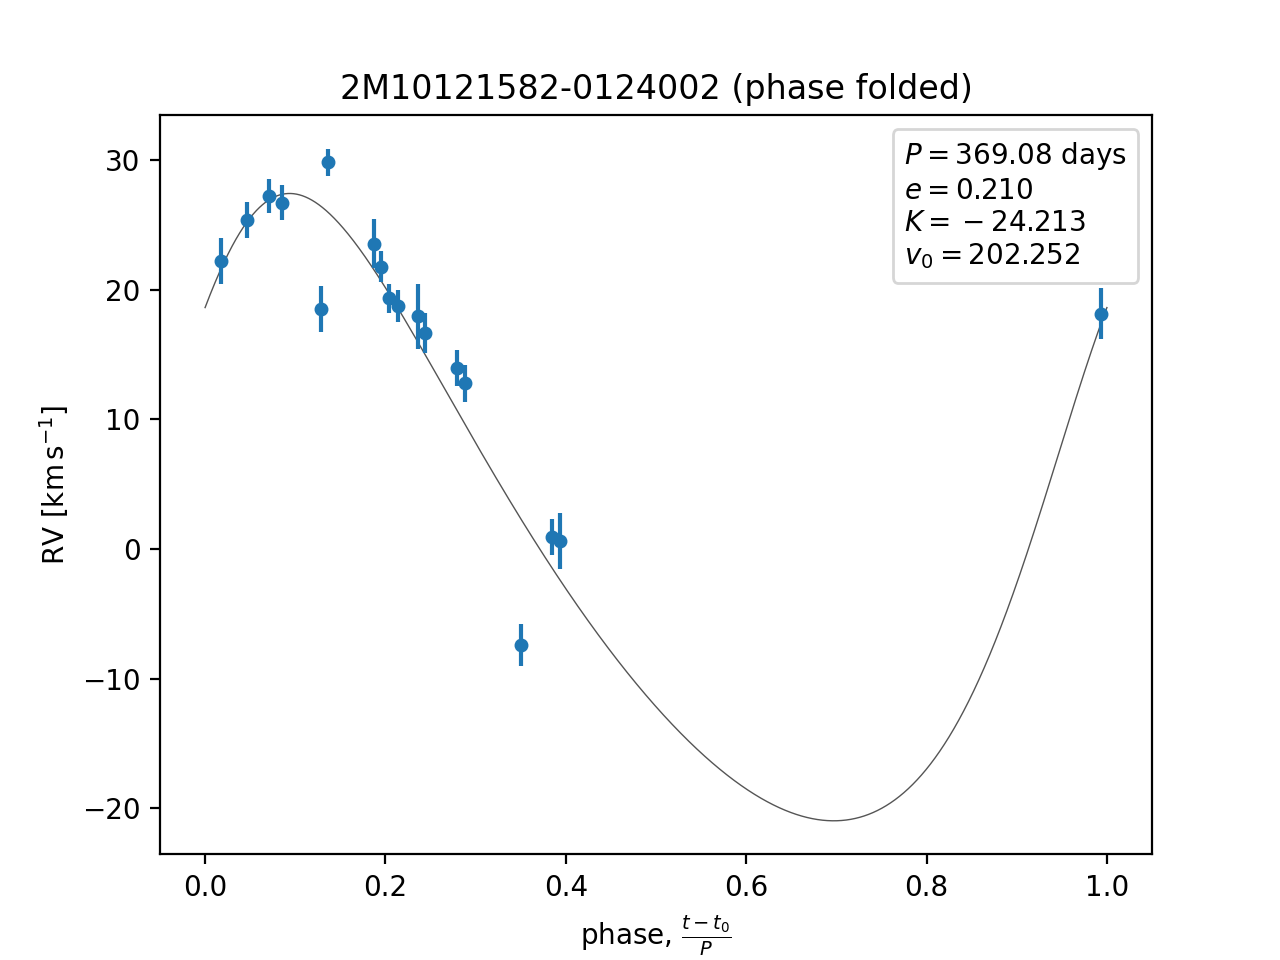 2M10121582-0124002 (phase folded)
P = 369.08 days
e = 0.210
K = −24.213
v₀ = 202.252
RV [km s⁻¹]
30
20
10
0
−10
−20
0.0 0.2 0.4 0.6 0.8 1.0
phase, (t − t₀)/P